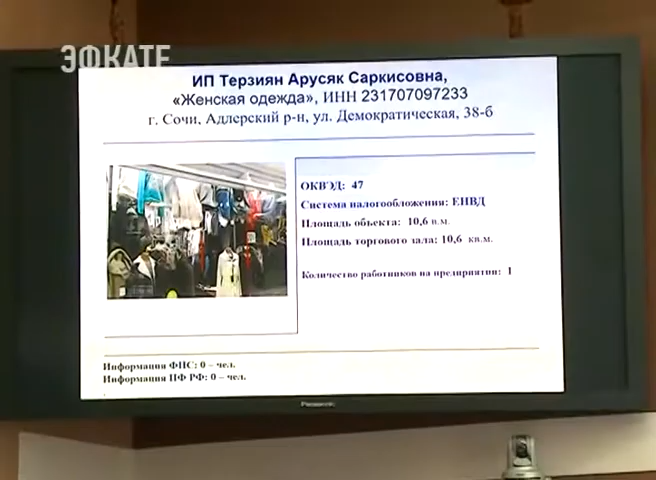 ЭФКАТЕ
ИП Терзиян Арусяк Саркисовна,
«Женская одежда», ИНН 231707097233
г. Сочи, Адлерский р-н, ул. Демократическая, 38-б
ОКВЭД: 47
Система налогообложения: ЕНВД
Площадь объекта: 10,6 в.м.
Площадь торгового зала: 10,6 кв.м.
Количество работников на предприятии: 1
Информация ФНС: 0 – чел.
Информация ПФ РФ: 0 – чел.
Panasonic